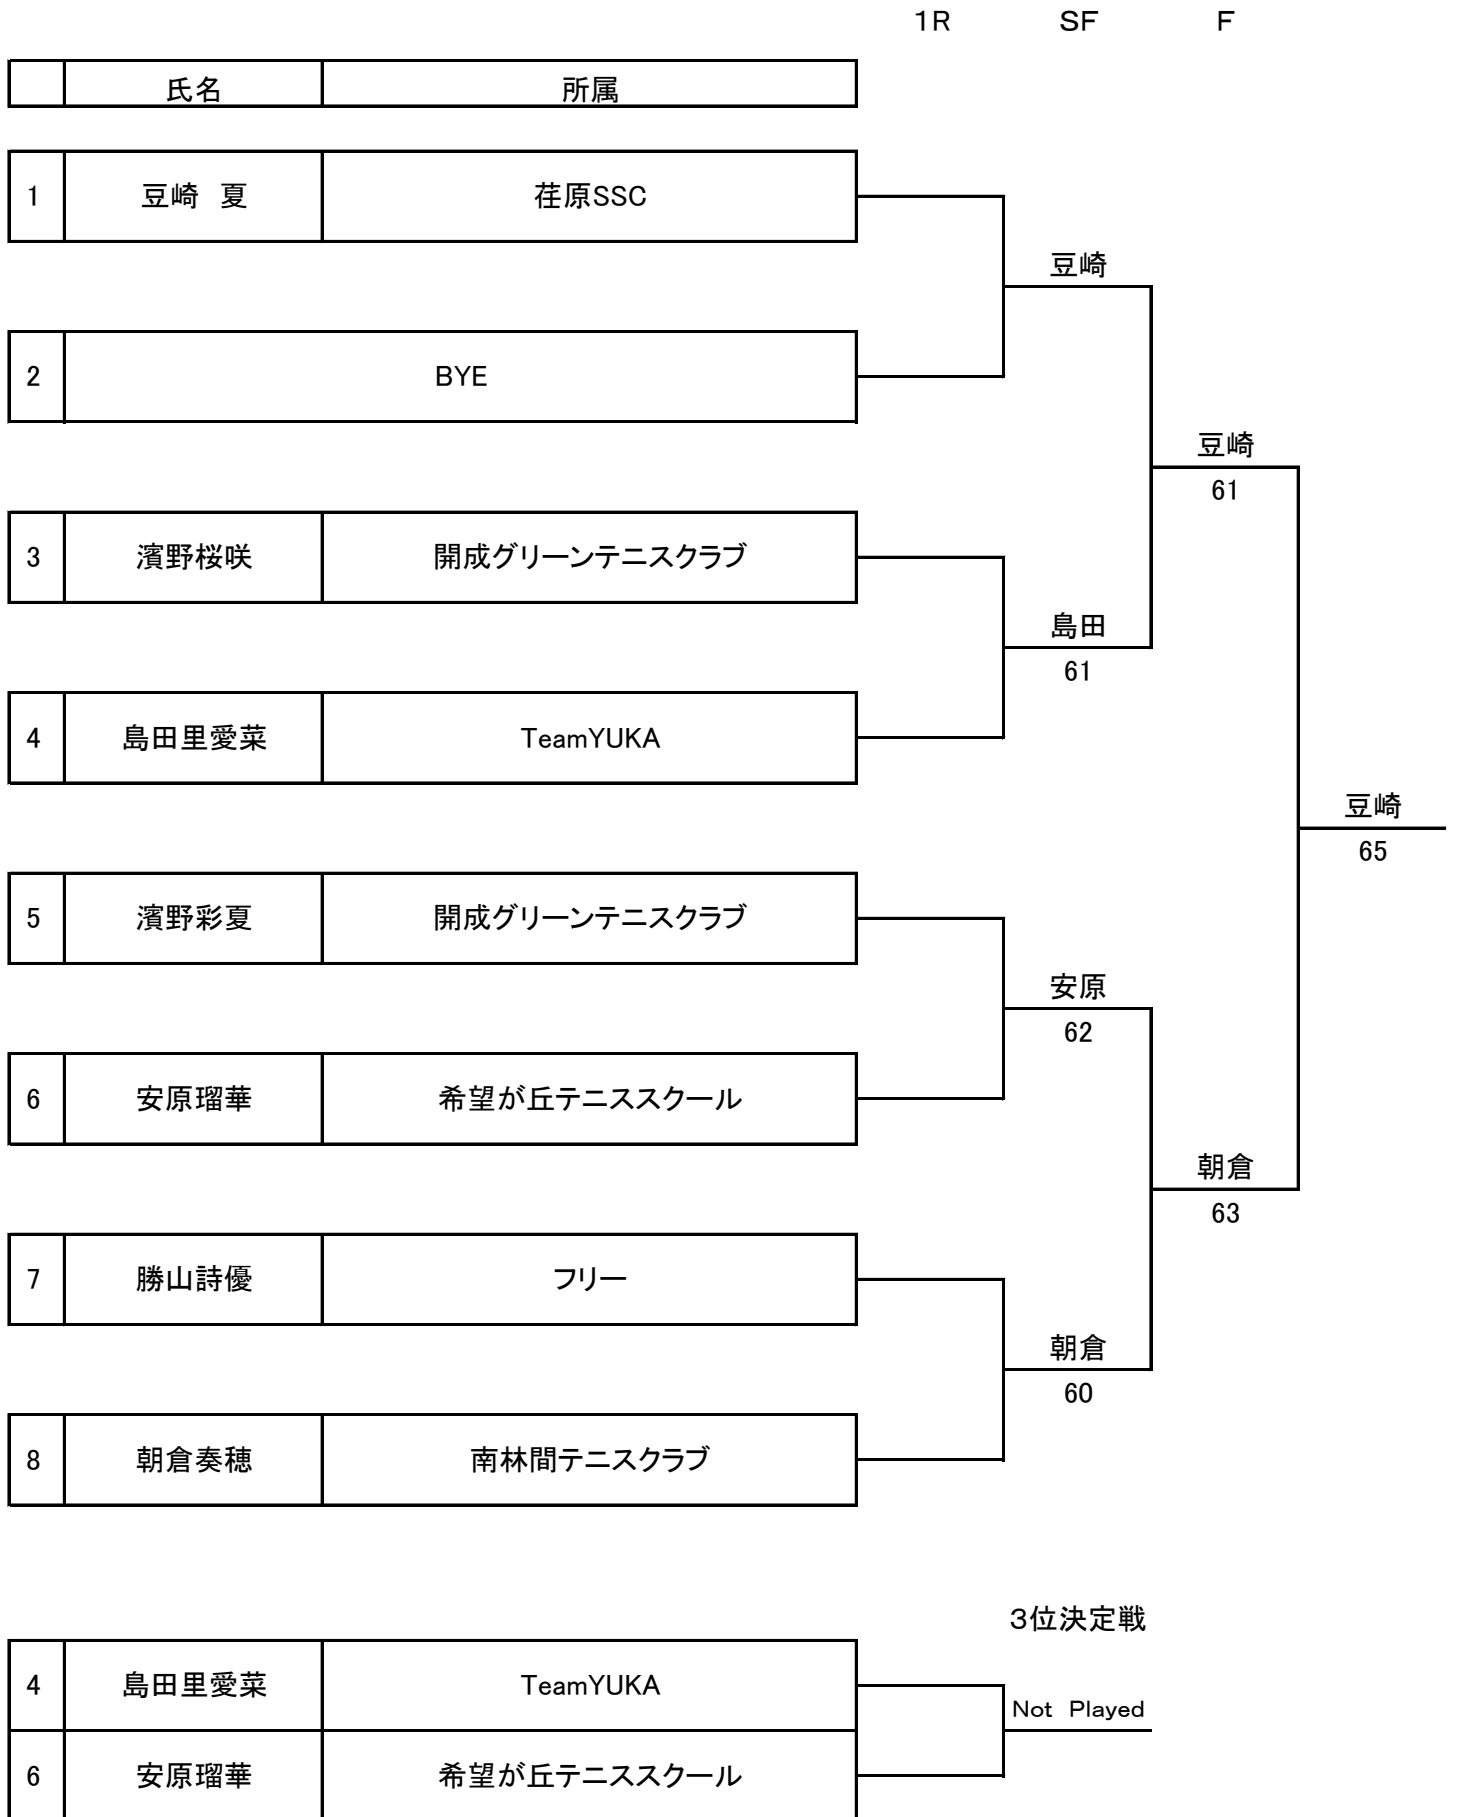 1R SF F
氏名 所属
1 豆崎 夏 荏原SSC
豆崎
2 BYE
豆崎
61
3 濱野桜咲 開成グリーンテニスクラブ
島田
61
4 島田里愛菜 TeamYUKA
豆崎
65
5 濱野彩夏 開成グリーンテニスクラブ
安原
62
6 安原瑠華 希望が丘テニススクール
朝倉
63
7 勝山詩優 フリー
朝倉
60
8 朝倉奏穂 南林間テニスクラブ
3位決定戦
4 島田里愛菜 TeamYUKA
Not Played
6 安原瑠華 希望が丘テニススクール